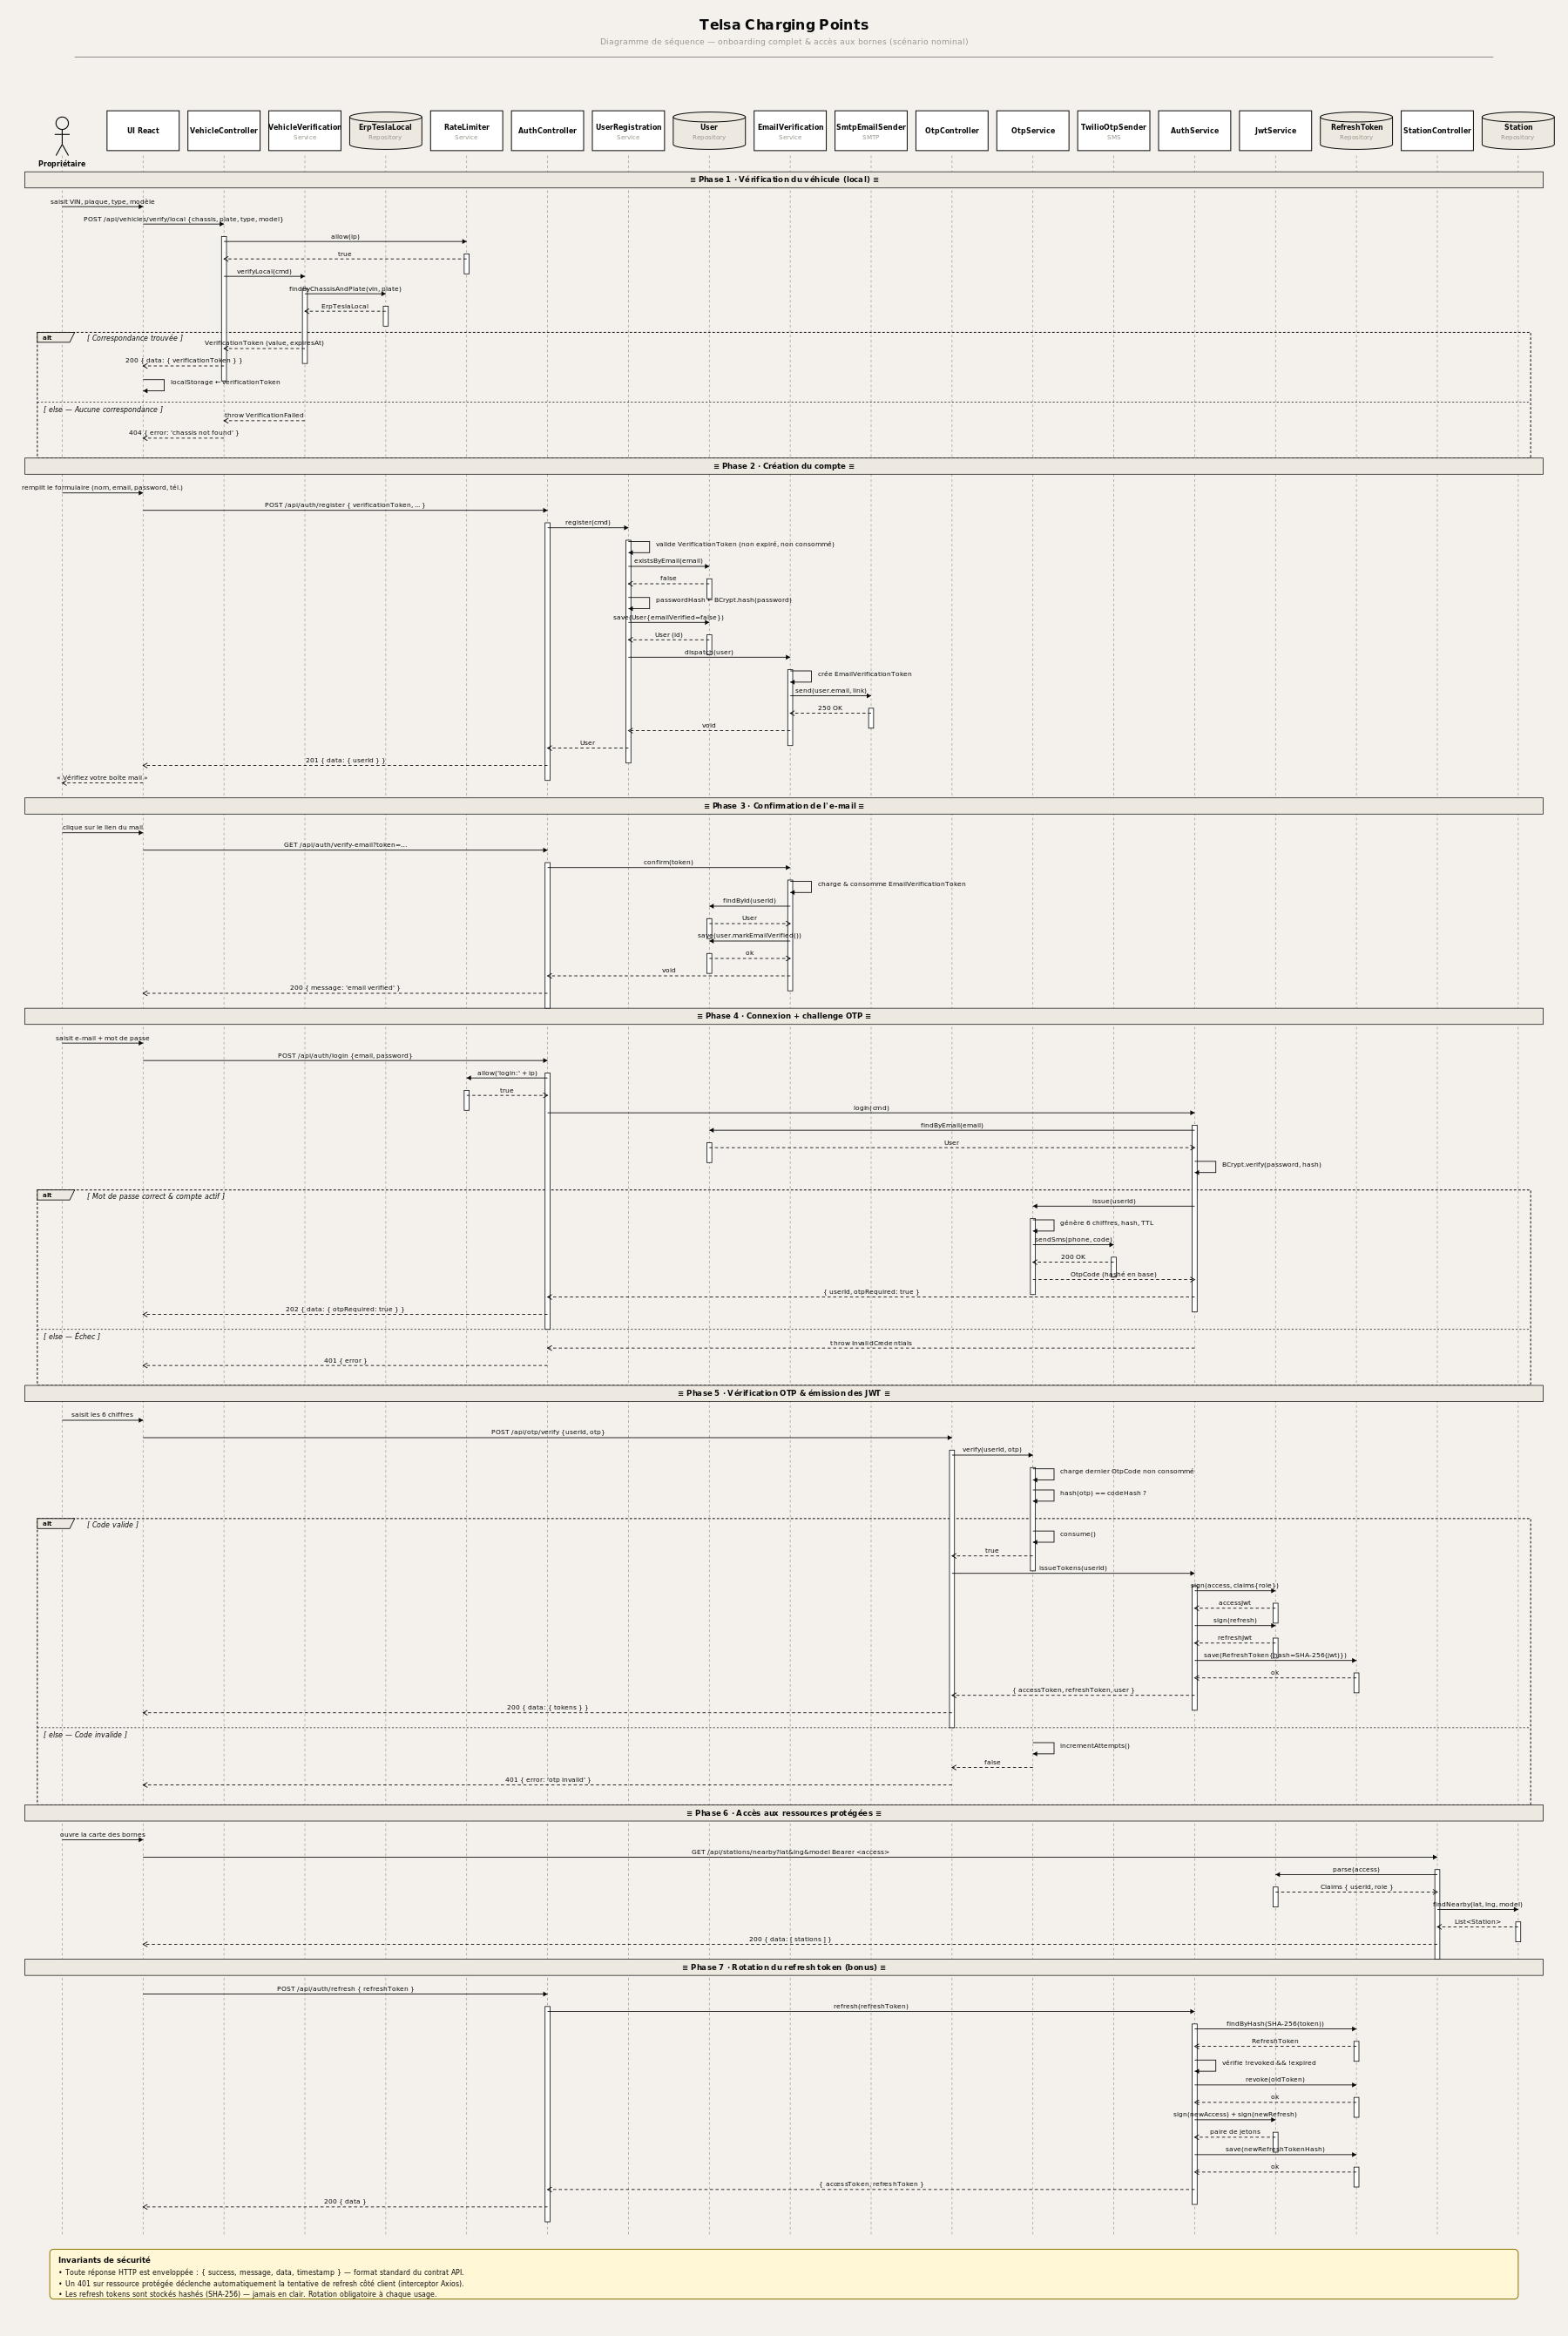 Telsa Charging Points
Diagramme de séquence — onboarding complet & accès aux bornes (scénario nominal)
Propriétaire
UI React
VehicleController
VehicleVerification
Service
ErpTeslaLocal
Repository
RateLimiter
Service
AuthController
UserRegistration
Service
User
Repository
EmailVerification
Service
SmtpEmailSender
SMTP
OtpController
OtpService
TwilioOtpSender
SMS
AuthService
JwtService
RefreshToken
Repository
StationController
Station
Repository
≡ Phase 1 · Vérification du véhicule (local) ≡
saisit VIN, plaque, type, modèle
POST /api/vehicles/verify/local {chassis, plate, type, model}
allow(ip)
true
verifyLocal(cmd)
findByChassisAndPlate(vin, plate)
ErpTeslaLocal
alt
[ Correspondance trouvée ]
VerificationToken (value, expiresAt)
200 { data: { verificationToken } }
localStorage ← verificationToken
[ else — Aucune correspondance ]
throw VerificationFailed
404 { error: 'chassis not found' }
≡ Phase 2 · Création du compte ≡
remplit le formulaire (nom, email, password, tél.)
POST /api/auth/register { verificationToken, … }
register(cmd)
valide VerificationToken (non expiré, non consommé)
existsByEmail(email)
false
passwordHash ← BCrypt.hash(password)
save(User{emailVerified=false})
User (id)
dispatch(user)
crée EmailVerificationToken
send(user.email, link)
250 OK
void
User
201 { data: { userId } }
« Vérifiez votre boîte mail »
≡ Phase 3 · Confirmation de l'e-mail ≡
clique sur le lien du mail
GET /api/auth/verify-email?token=…
confirm(token)
charge & consomme EmailVerificationToken
findById(userId)
User
save(user.markEmailVerified())
ok
void
200 { message: 'email verified' }
≡ Phase 4 · Connexion + challenge OTP ≡
saisit e-mail + mot de passe
POST /api/auth/login {email, password}
allow('login:' + ip)
true
login(cmd)
findByEmail(email)
User
BCrypt.verify(password, hash)
alt
[ Mot de passe correct & compte actif ]
issue(userId)
génère 6 chiffres, hash, TTL
sendSms(phone, code)
200 OK
OtpCode (hashé en base)
{ userId, otpRequired: true }
202 { data: { otpRequired: true } }
[ else — Échec ]
throw InvalidCredentials
401 { error }
≡ Phase 5 · Vérification OTP & émission des JWT ≡
saisit les 6 chiffres
POST /api/otp/verify {userId, otp}
verify(userId, otp)
charge dernier OtpCode non consommé
hash(otp) == codeHash ?
alt
[ Code valide ]
consume()
true
issueTokens(userId)
sign(access, claims{role})
accessJwt
sign(refresh)
refreshJwt
save(RefreshToken{hash=SHA-256(jwt)})
ok
{ accessToken, refreshToken, user }
200 { data: { tokens } }
[ else — Code invalide ]
incrementAttempts()
false
401 { error: 'otp invalid' }
≡ Phase 6 · Accès aux ressources protégées ≡
ouvre la carte des bornes
GET /api/stations/nearby?lat&lng&model Bearer <access>
parse(access)
Claims { userId, role }
findNearby(lat, lng, model)
List<Station>
200 { data: [ stations ] }
≡ Phase 7 · Rotation du refresh token (bonus) ≡
POST /api/auth/refresh { refreshToken }
refresh(refreshToken)
findByHash(SHA-256(token))
RefreshToken
vérifie !revoked && !expired
revoke(oldToken)
ok
sign(newAccess) + sign(newRefresh)
paire de jetons
save(newRefreshTokenHash)
ok
{ accessToken, refreshToken }
200 { data }
Invariants de sécurité
• Toute réponse HTTP est enveloppée : { success, message, data, timestamp } — format standard du contrat API.
• Un 401 sur ressource protégée déclenche automatiquement la tentative de refresh côté client (interceptor Axios).
• Les refresh tokens sont stockés hashés (SHA-256) — jamais en clair. Rotation obligatoire à chaque usage.